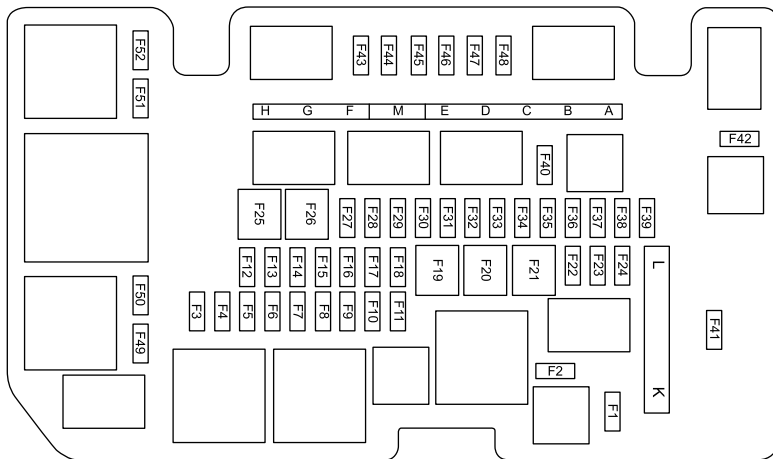 F52
F51
F43 F44 F45 F46 F47 F48
F42
H G F M E D C B A
F40
F25 F26 F27 F28 F29 F30 F31 F32 F33 F34 F35 F36 F37 F38 F39
F12 F13 F14 F15 F16 F17 F18 F19 F20 F21 F22 F23 F24
L
F50
F49
F3 F4 F5 F6 F7 F8 F9 F10 F11
F41
F2
K
F1